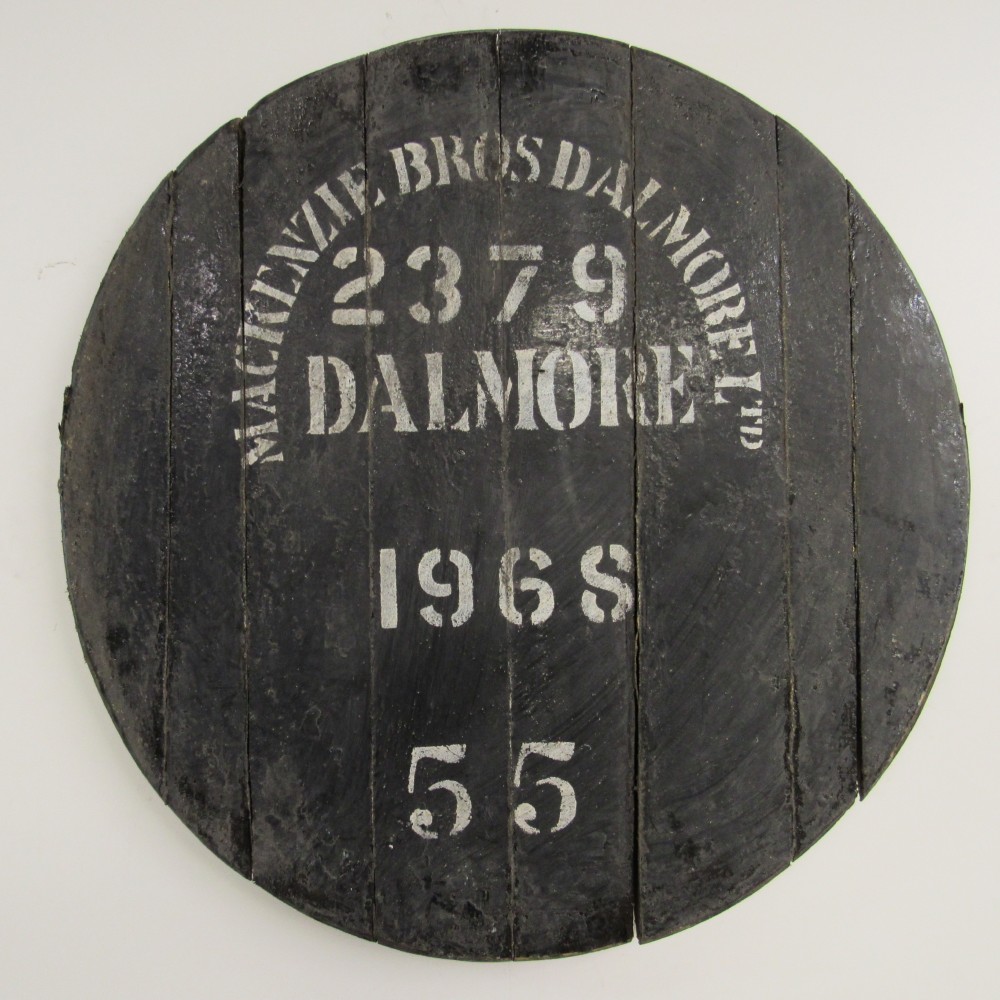 MACKENZIE BROS DALMORE LTD
2379
DALMORE
1968
55